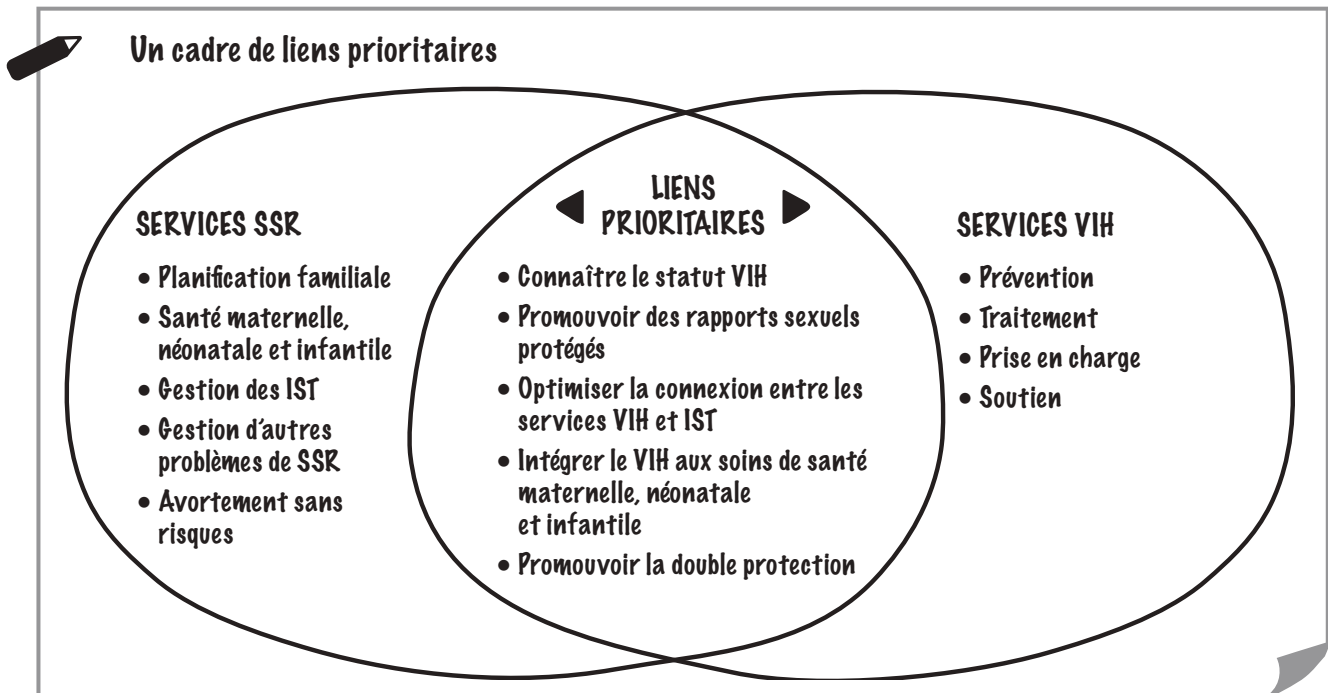 Un cadre de liens prioritaires
SERVICES SSR
• Planification familiale
• Santé maternelle,
néonatale et infantile
• Gestion des IST
• Gestion d'autres
problèmes de SSR
• Avortement sans
risques
LIENS
PRIORITAIRES
• Connaître le statut VIH
• Promouvoir des rapports sexuels
protégés
• Optimiser la connexion entre les
services VIH et IST
• Intégrer le VIH aux soins de santé
maternelle, néonatale
et infantile
• Promouvoir la double protection
SERVICES VIH
• Prévention
• Traitement
• Prise en charge
• Soutien